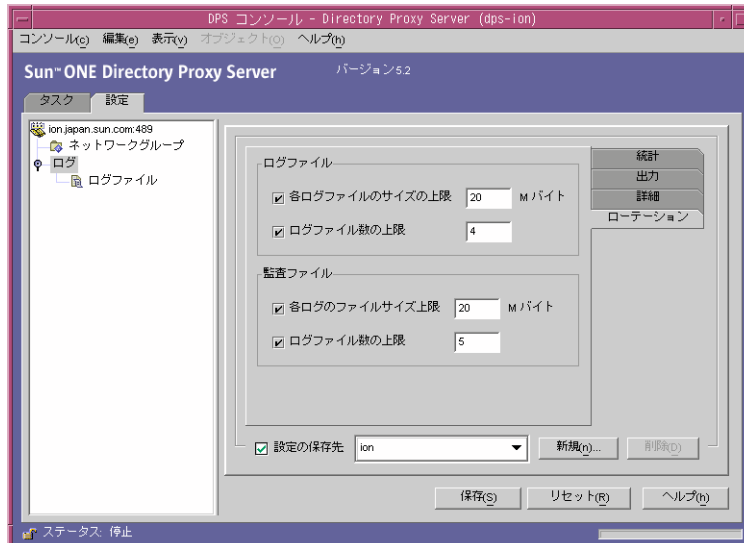 DPS コンソール - Directory Proxy Server (dps-ion)
コンソール(c) 編集(e) 表示(v) オブジェクト(o) ヘルプ(h)
Sun™ ONE Directory Proxy Server バージョン5.2
タスク 設定
ion.japan.sun.com:489
ネットワークグループ
ログ
ログファイル
ログファイル
各ログファイルのサイズの上限 20 M バイト
ログファイル数の上限 4
監査ファイル
各ログのファイルサイズ上限 20 M バイト
ログファイル数の上限 5
統計
出力
詳細
ローテーション
設定の保存先 ion 新規(n)... 削除(D)
保存(S) リセット(R) ヘルプ(h)
ステータス: 停止